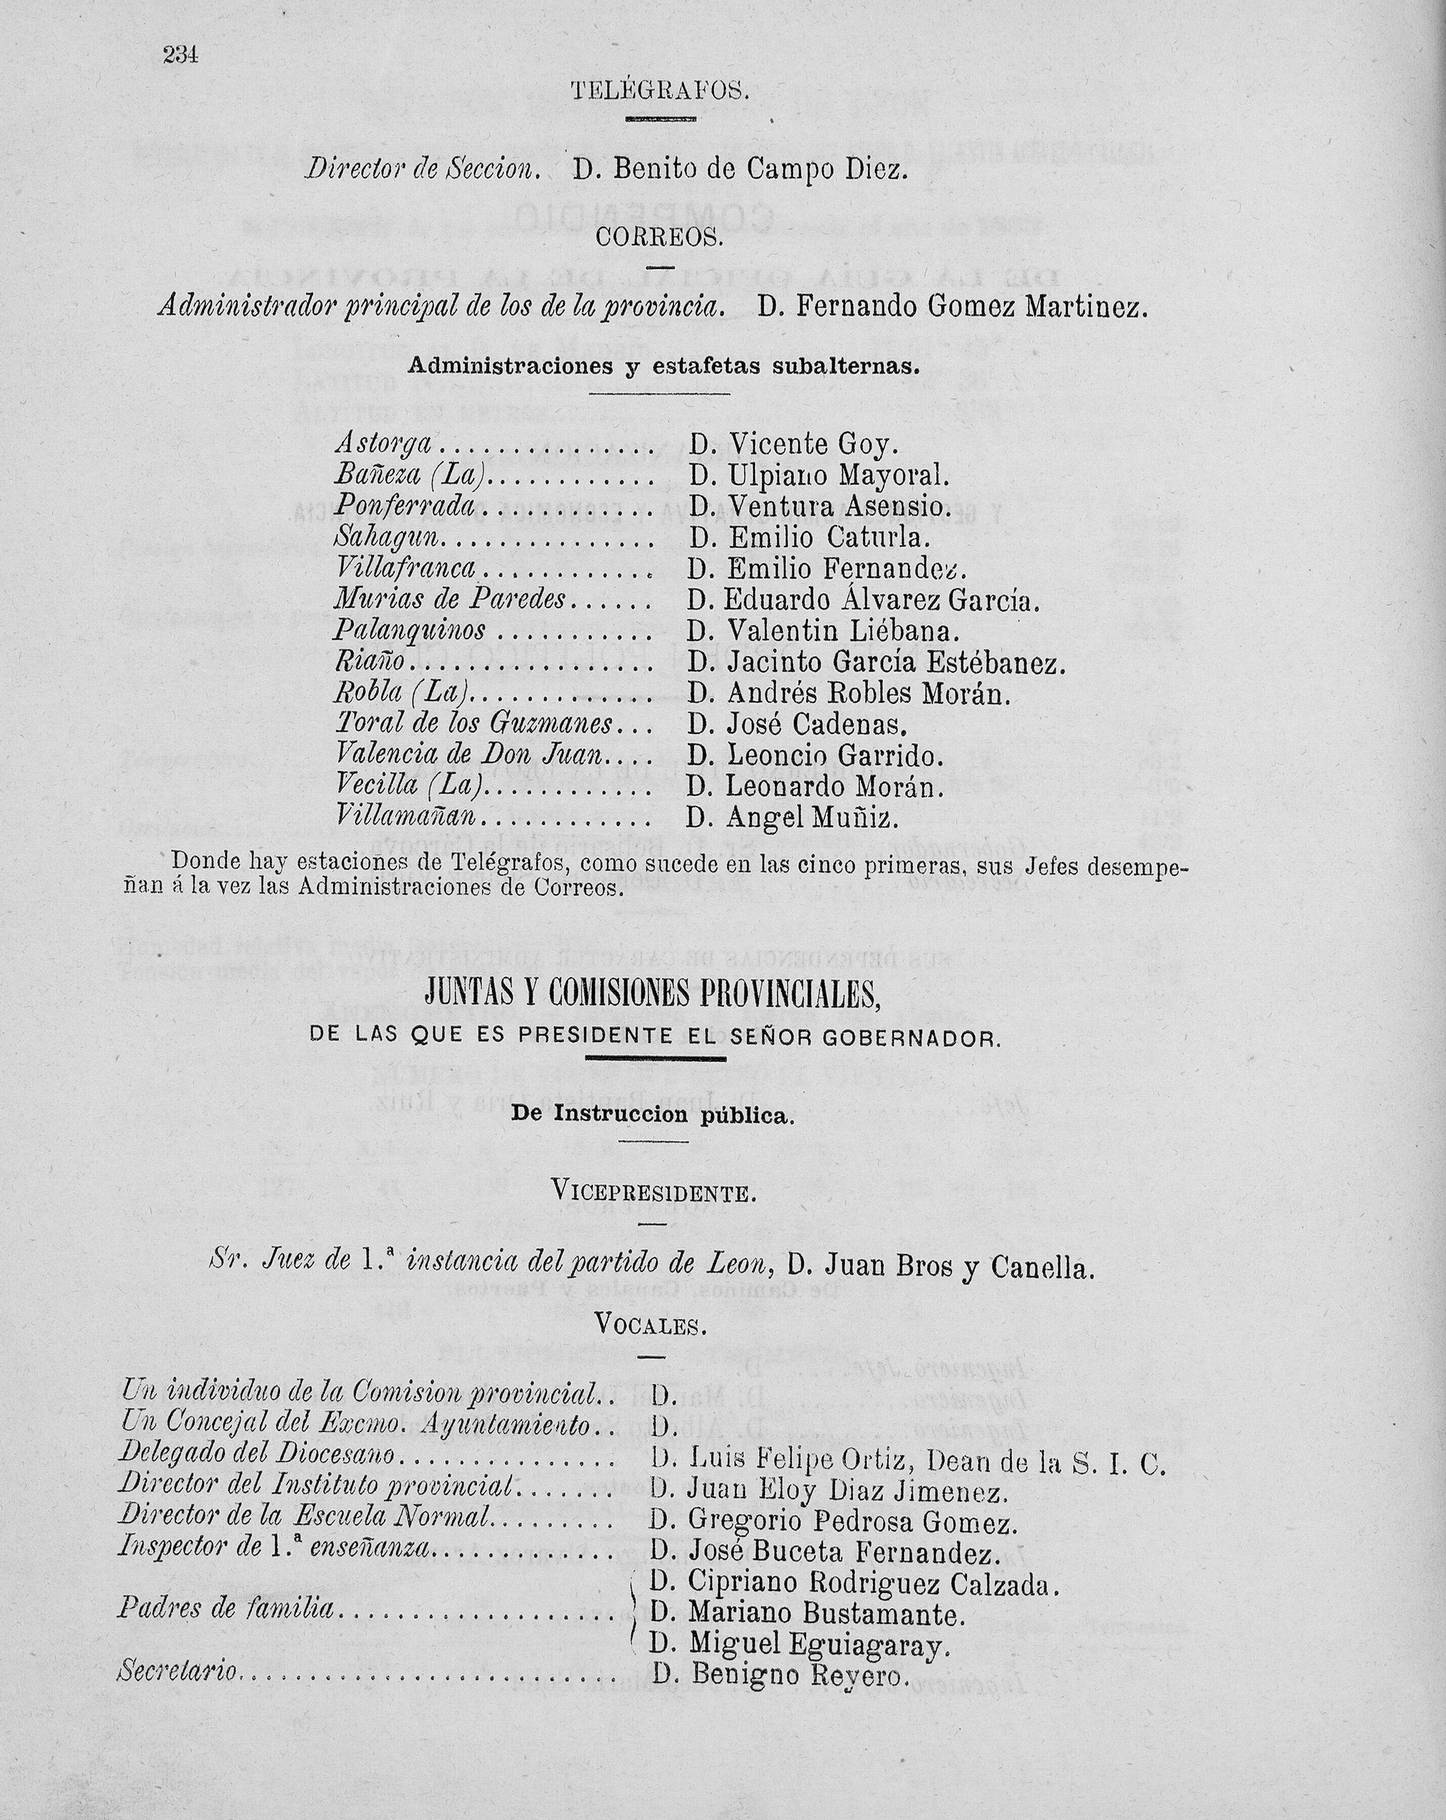 234
TELÉGRAFOS.
Director de Seccion. D. Benito de Campo Diez.
CORREOS.
Administrador principal de los de la provincia. D. Fernando Gomez Martinez.
Administraciones y estafetas subalternas.
Astorga............... D. Vicente Goy.
Bañeza (La)............ D. Ulpiano Mayoral.
Ponferrada............ D. Ventura Asensio.
Sahagun............... D. Emilio Caturla.
Villafranca............ D. Emilio Fernandez.
Murias de Paredes...... D. Eduardo Álvarez García.
Palanquinos ........... D. Valentin Liébana.
Riaño................. D. Jacinto García Estébanez.
Robla (La)............. D. Andrés Robles Morán.
Toral de los Guzmanes... D. José Cadenas.
Valencia de Don Juan.... D. Leoncio Garrido.
Vecilla (La)............ D. Leonardo Morán.
Villamañan............ D. Angel Muñiz.
Donde hay estaciones de Telégrafos, como sucede en las cinco primeras, sus Jefes desempe-
ñan á la vez las Administraciones de Correos.
JUNTAS Y COMISIONES PROVINCIALES,
DE LAS QUE ES PRESIDENTE EL SEÑOR GOBERNADOR.
De Instruccion pública.
VICEPRESIDENTE.
Sr. Juez de 1.ª instancia del partido de Leon, D. Juan Bros y Canella.
VOCALES.
Un individuo de la Comision provincial.. D.
Un Concejal del Excmo. Ayuntamiento.. D.
Delegado del Diocesano............... D. Luis Felipe Ortiz, Dean de la S. I. C.
Director del Instituto provincial....... D. Juan Eloy Diaz Jimenez.
Director de la Escuela Normal......... D. Gregorio Pedrosa Gomez.
Inspector de 1.ª enseñanza............. D. José Buceta Fernandez.
D. Cipriano Rodriguez Calzada.
Padres de familia.................... D. Mariano Bustamante.
D. Miguel Eguiagaray.
Secretario.......................... D. Benigno Reyero.